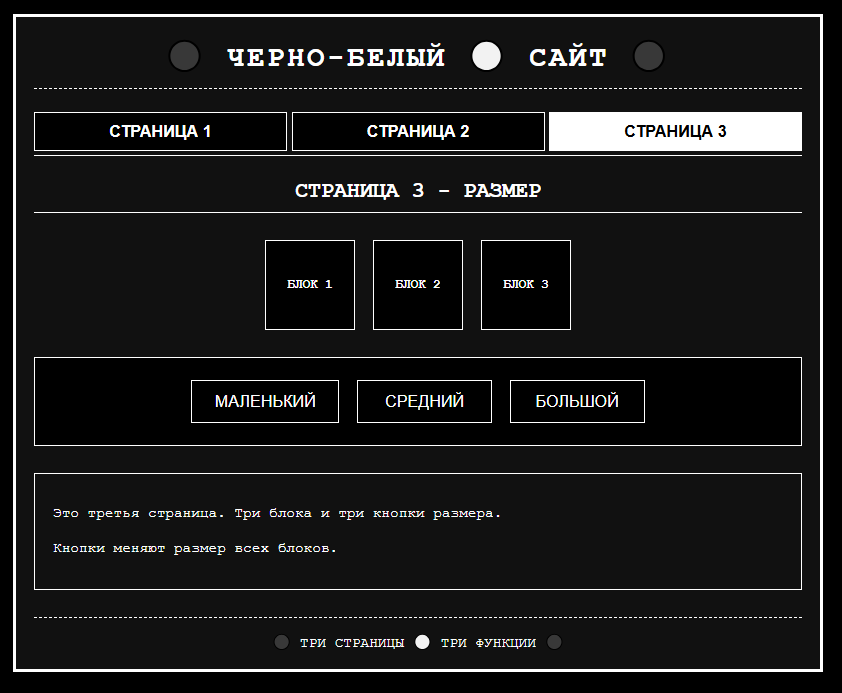 ЧЕРНО-БЕЛЫЙ САЙТ
СТРАНИЦА 1 СТРАНИЦА 2 СТРАНИЦА 3
СТРАНИЦА 3 - РАЗМЕР
БЛОК 1 БЛОК 2 БЛОК 3
МАЛЕНЬКИЙ СРЕДНИЙ БОЛЬШОЙ
Это третья страница. Три блока и три кнопки размера.
Кнопки меняют размер всех блоков.
ТРИ СТРАНИЦЫ ТРИ ФУНКЦИИ